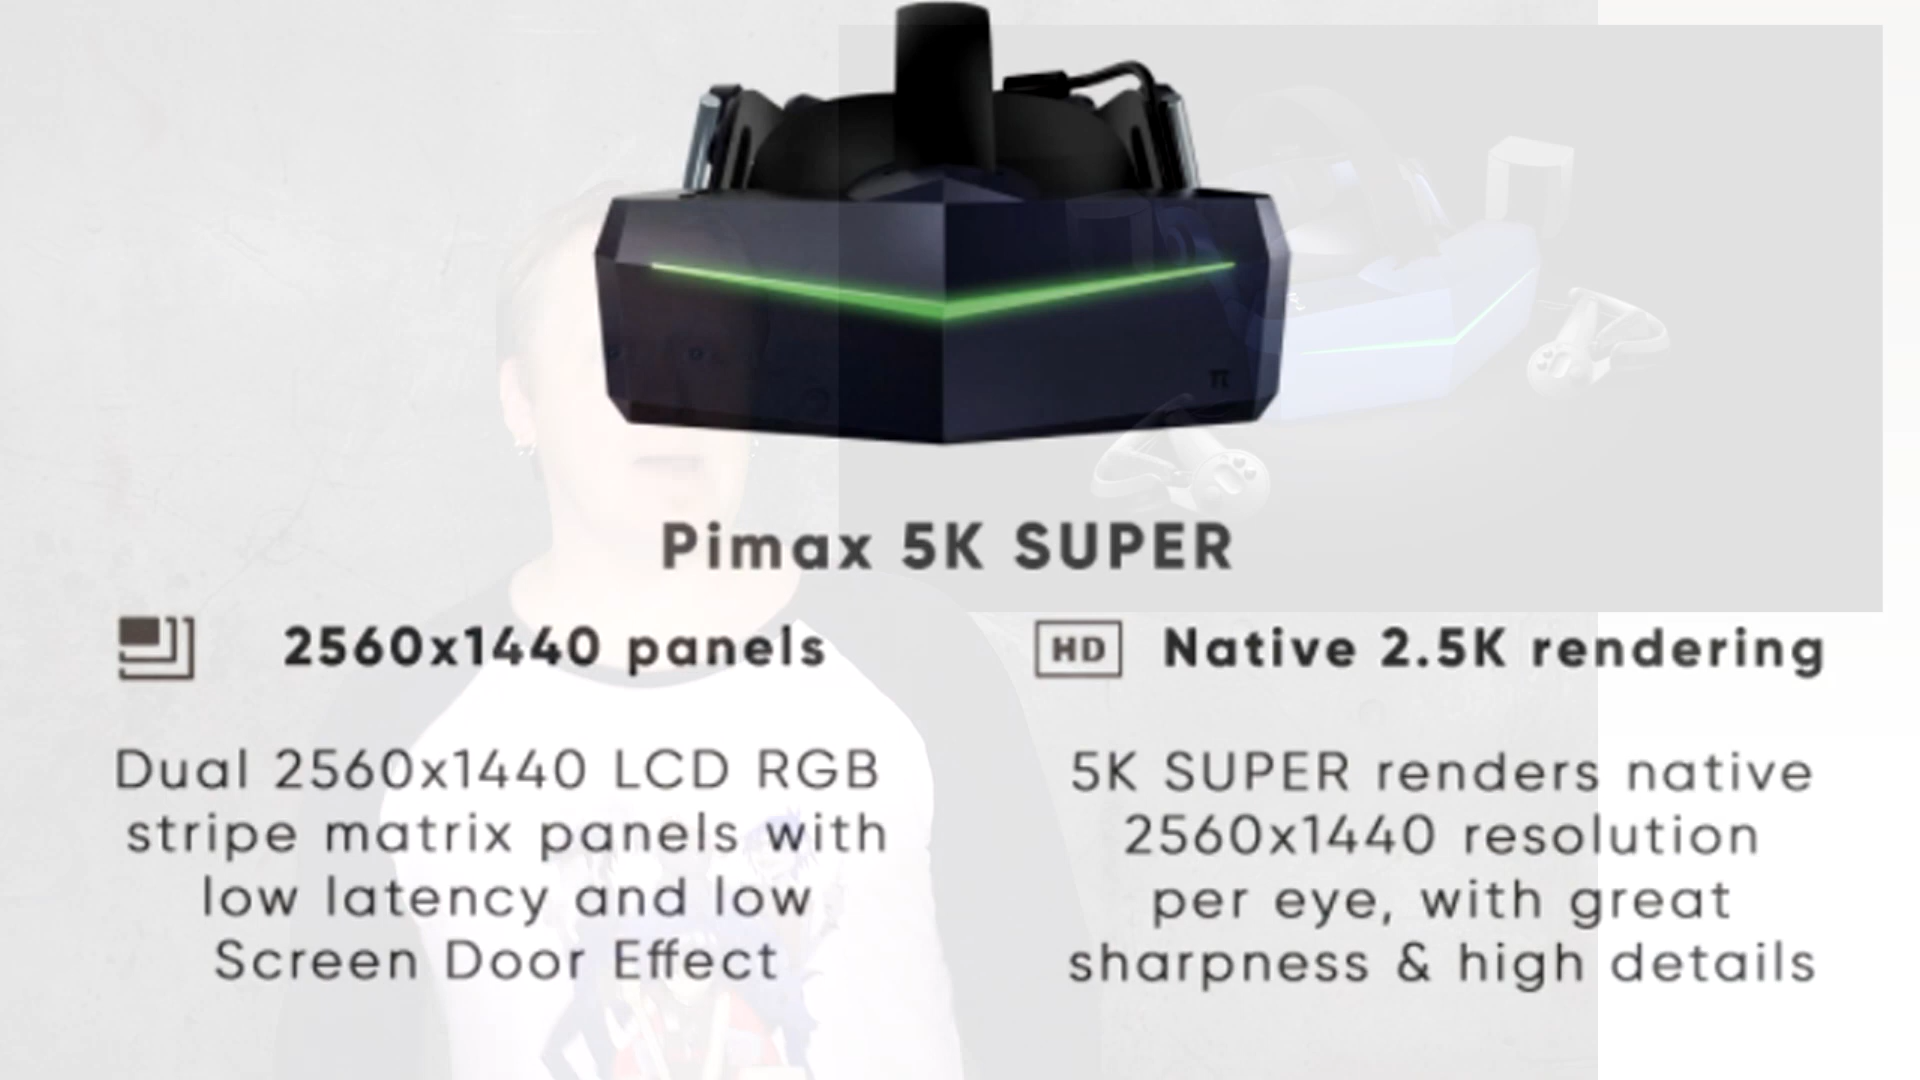 π
Pimax 5K SUPER
2560x1440 panels
HD
Native 2.5K rendering
Dual 2560x1440 LCD RGB
stripe matrix panels with
low latency and low
Screen Door Effect
5K SUPER renders native
2560x1440 resolution
per eye, with great
sharpness & high details